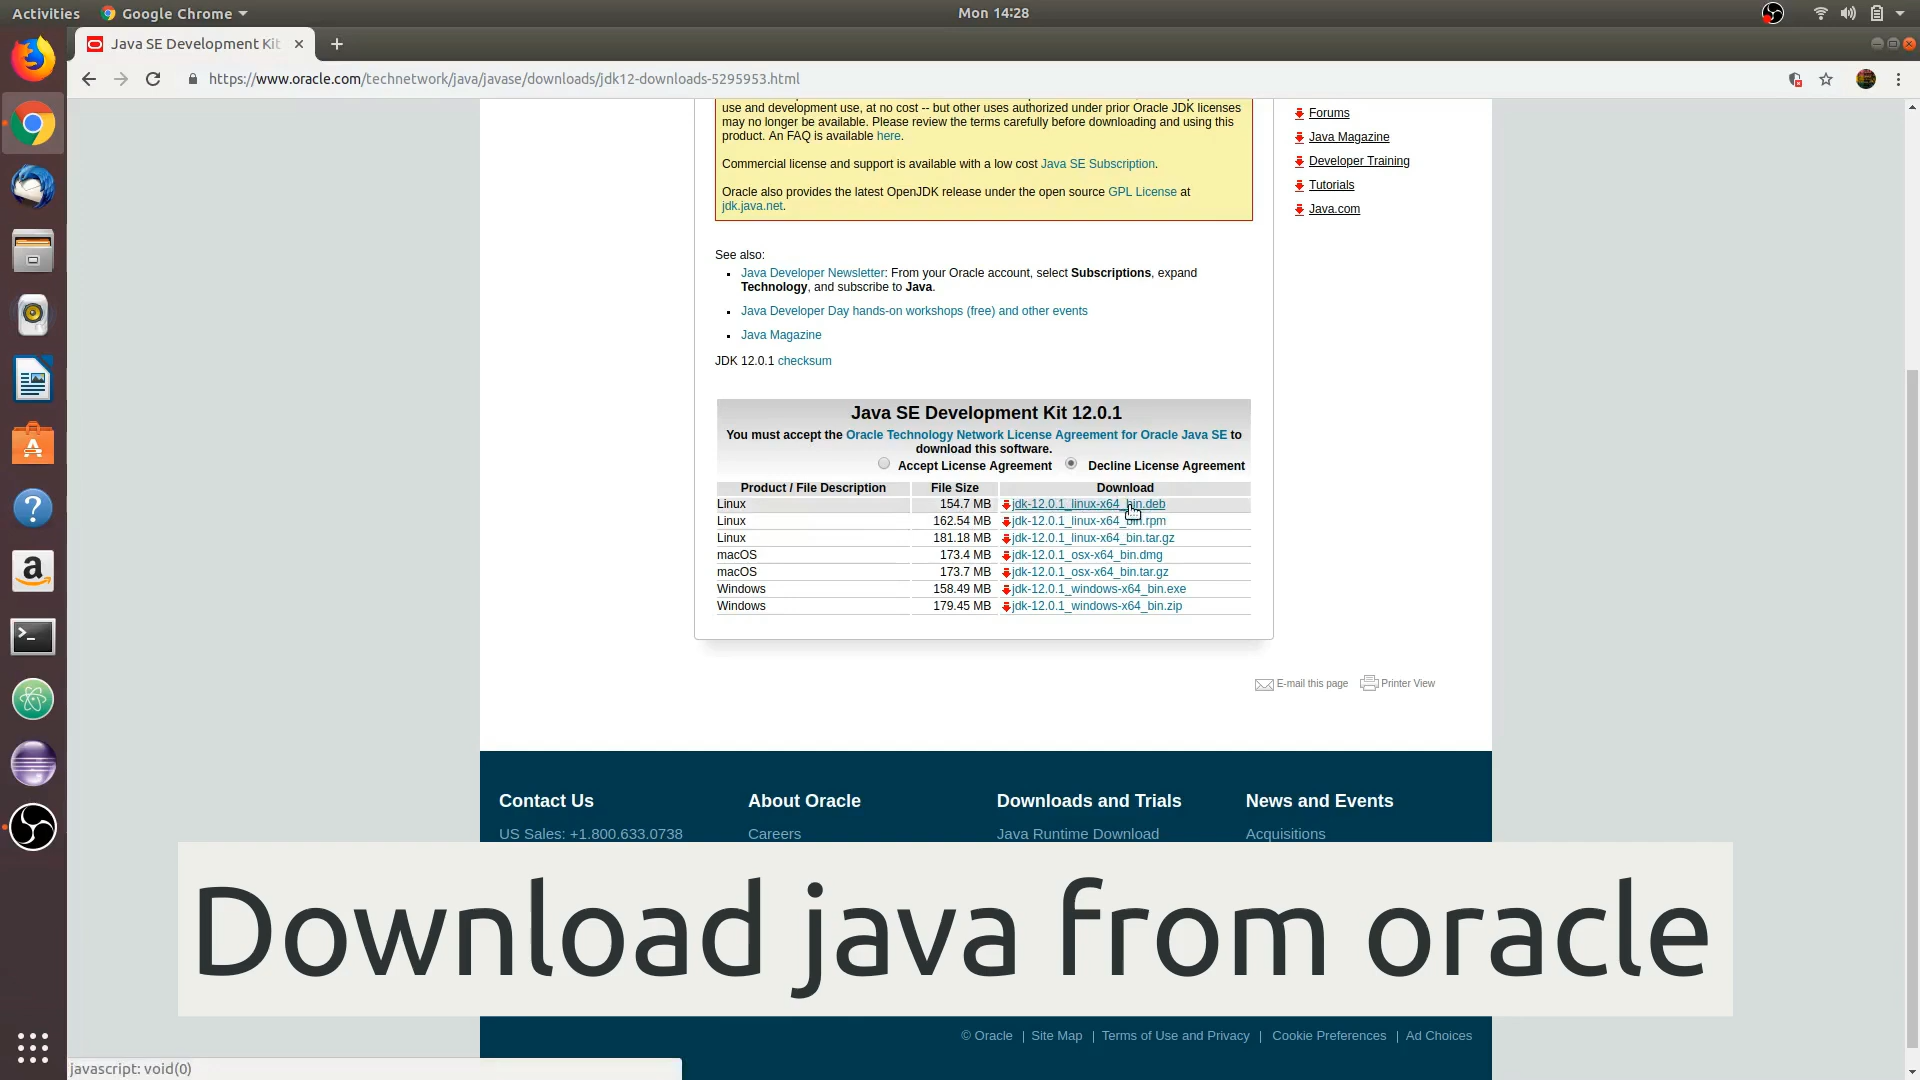 Activities
Google Chrome
Mon 14:28
Java SE Development Kit
https://www.oracle.com/technetwork/java/javase/downloads/jdk12-downloads-5295953.html
use and development use, at no cost -- but other uses authorized under prior Oracle JDK licenses
may no longer be available. Please review the terms carefully before downloading and using this
product. An FAQ is available here.
Commercial license and support is available with a low cost Java SE Subscription.
Oracle also provides the latest OpenJDK release under the open source GPL License at
jdk.java.net.
Forums
Java Magazine
Developer Training
Tutorials
Java.com
See also:
Java Developer Newsletter: From your Oracle account, select Subscriptions, expand
Technology, and subscribe to Java.
Java Developer Day hands-on workshops (free) and other events
Java Magazine
JDK 12.0.1 checksum
Java SE Development Kit 12.0.1
You must accept the Oracle Technology Network License Agreement for Oracle Java SE to
download this software.
Accept License Agreement Decline License Agreement
Product / File Description File Size Download
Linux 154.7 MB jdk-12.0.1_linux-x64_bin.deb
Linux 162.54 MB jdk-12.0.1_linux-x64_bin.rpm
Linux 181.18 MB jdk-12.0.1_linux-x64_bin.tar.gz
macOS 173.4 MB jdk-12.0.1_osx-x64_bin.dmg
macOS 173.7 MB jdk-12.0.1_osx-x64_bin.tar.gz
Windows 158.49 MB jdk-12.0.1_windows-x64_bin.exe
Windows 179.45 MB jdk-12.0.1_windows-x64_bin.zip
E-mail this page Printer View
Contact Us About Oracle Downloads and Trials News and Events
US Sales: +1.800.633.0738 Careers Java Runtime Download Acquisitions
Download java from oracle
© Oracle | Site Map | Terms of Use and Privacy | Cookie Preferences | Ad Choices
javascript: void(0)